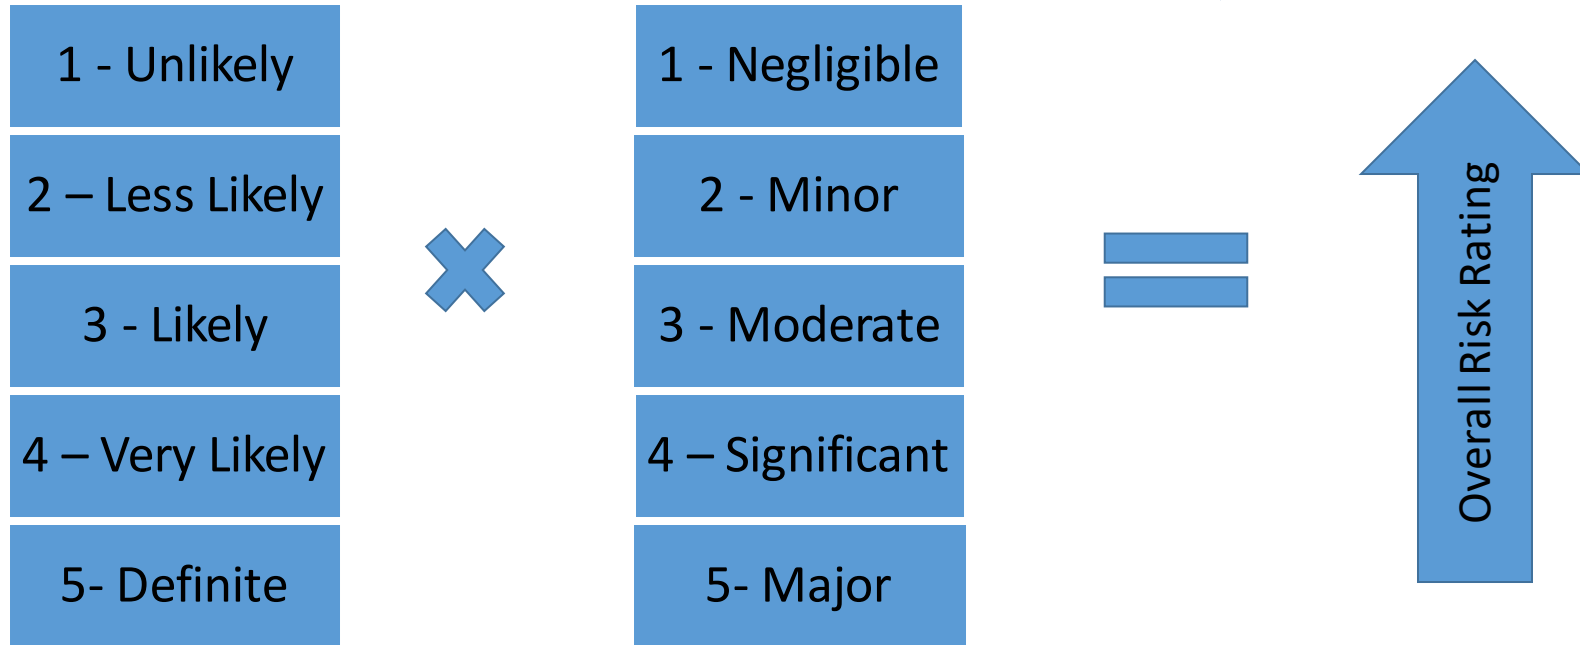 1 - Unlikely
2 – Less Likely
3 - Likely
4 – Very Likely
5- Definite
1 - Negligible
2 - Minor
3 - Moderate
4 – Significant
5- Major
Overall Risk Rating